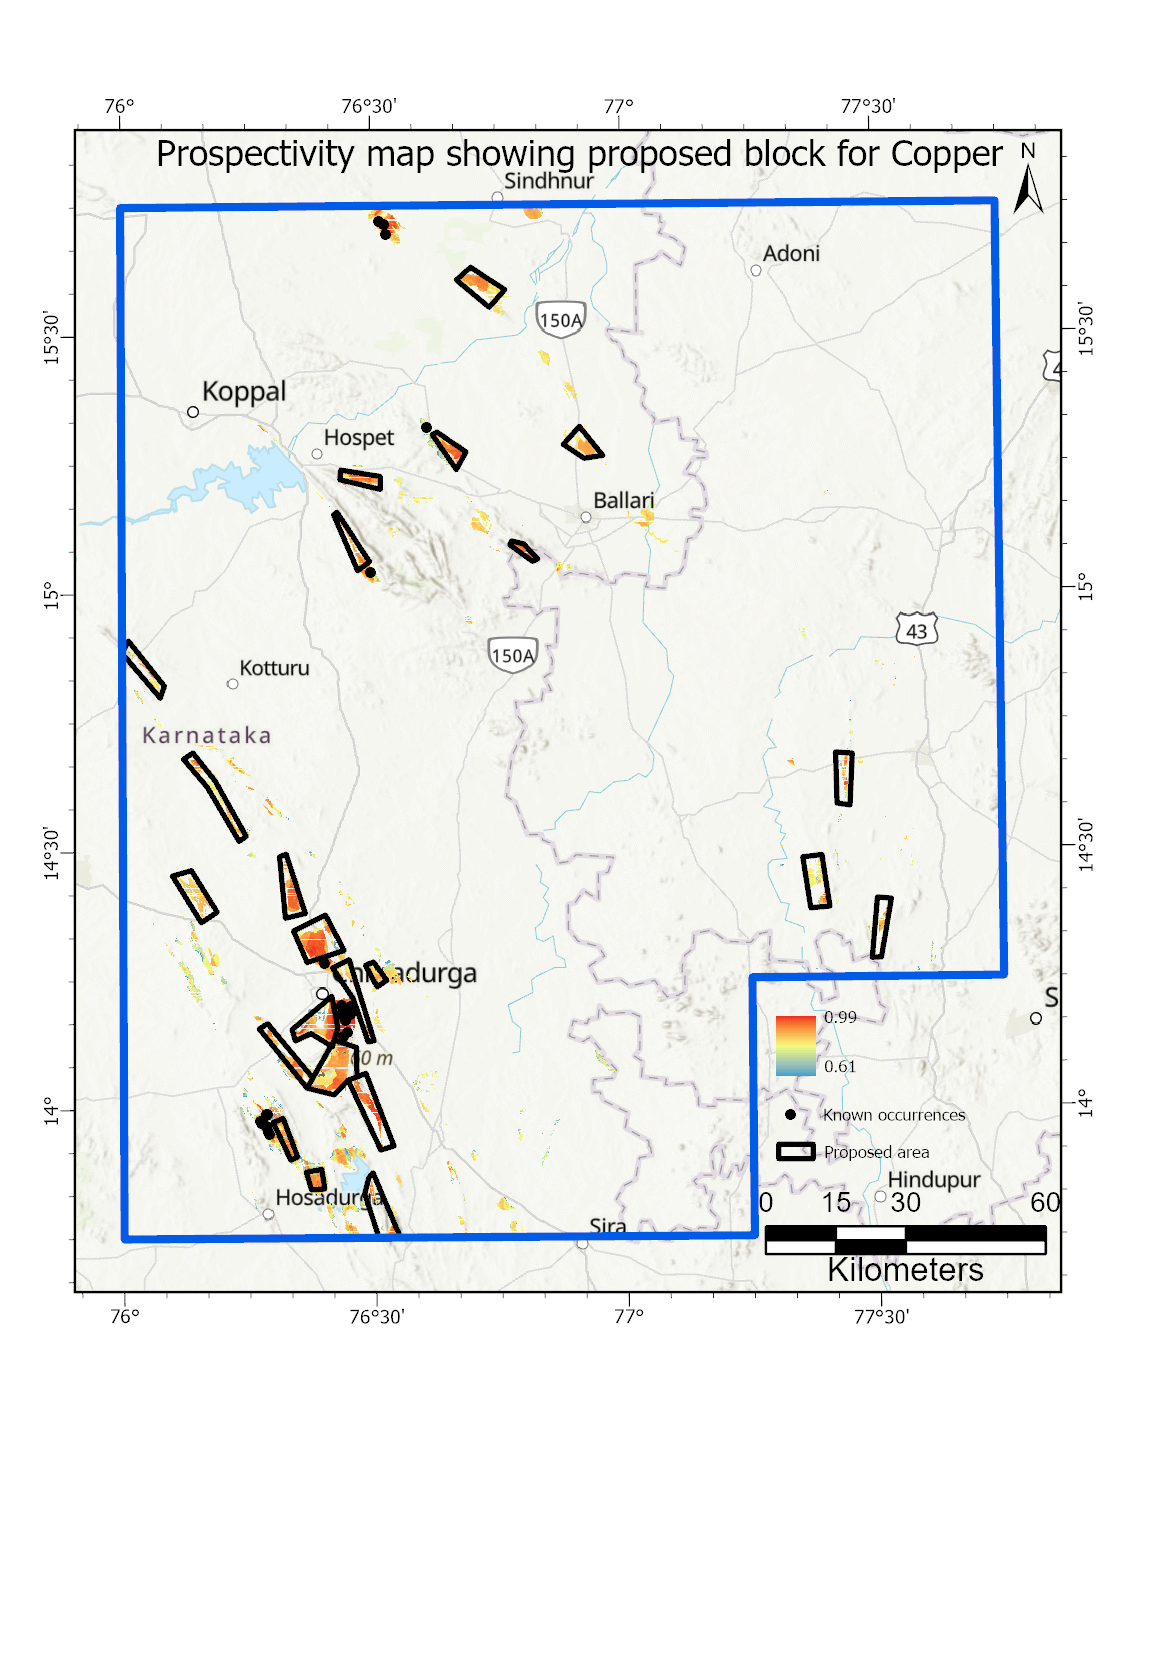 76°
76°30'
77°
77°30'
Prospectivity map showing proposed block for Copper
N
Sindhnur
Adoni
150A
15°30'
15°30'
4
Koppal
Hospet
Ballari
15°
15°
43
150A
Kotturu
Karnataka
14°30'
14°30'
adurga
S
0.99
60 m
0.61
14°
14°
Known occurrences
Proposed area
Hindupur
Hosadurga
0
15
30
60
Sira
Kilometers
76°
76°30'
77°
77°30'